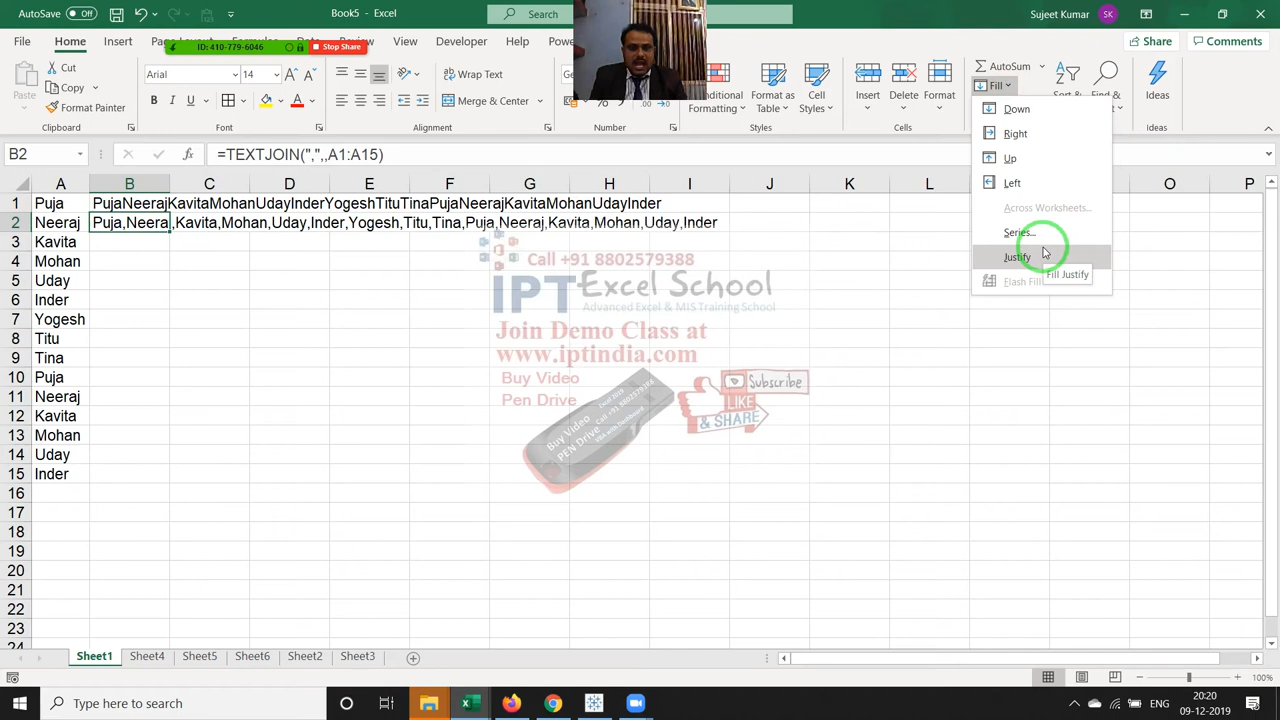 AutoSave Off
Book5 - Excel
Search
Sujeet Kumar
SK
File Home Insert Page Layout View Developer Help
ID: 410-779-6046
Stop Share
Share
Comments
Paste
Cut
Copy
Format Painter
Clipboard
Arial
14
B I U
Font
Wrap Text
Merge & Center
Alignment
Number
Conditional Formatting
Format as Table
Cell Styles
Styles
Insert
Delete
Format
Cells
AutoSum
Fill
Ideas
Ideas
Down
Right
Up
Left
Across Worksheets...
Series...
Justify
Flash Fill
Fill Justify
B2
=TEXTJOIN(",",,A1:A15)
A B C D E F G H I J K L O P
1 Puja PujaNeerajKavitaMohanUdayInderYogeshTituTinaPujaNeerajKavitaMohanUdayInder
2 Neeraj Puja,Neeraj,Kavita,Mohan,Uday,Inder,Yogesh,Titu,Tina,Puja,Neeraj,Kavita,Mohan,Uday,Inder
3 Kavita
4 Mohan
5 Uday
6 Inder
7 Yogesh
8 Titu
9 Tina
10 Puja
11 Neeraj
12 Kavita
13 Mohan
14 Uday
15 Inder
16
17
18
19
20
21
22
23
24
Call +91 8802579388
IPT Excel School
Advanced Excel & MIS Training School
Join Demo Class at
www.iptindia.com
Buy Video
Pen Drive
Subscribe
LIKE
& SHARE
Buy Video
PEN Drive
Sheet1 Sheet4 Sheet5 Sheet6 Sheet2 Sheet3
100%
Type here to search
20:20
09-12-2019